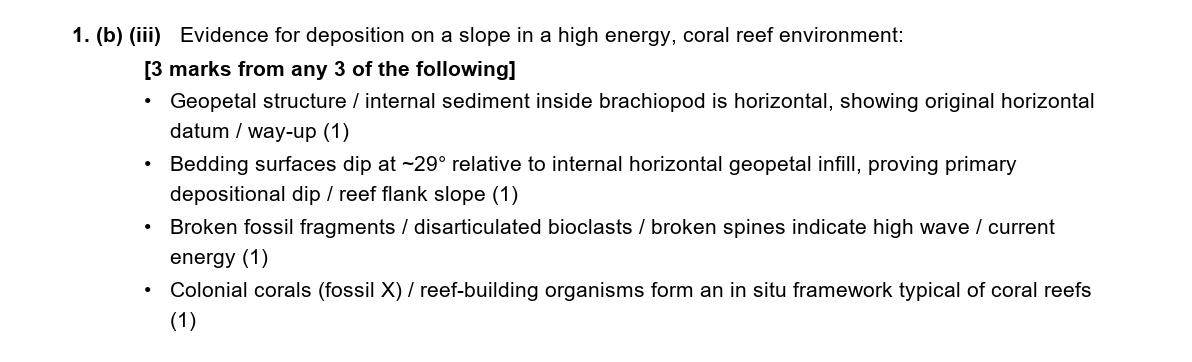 1. (b) (iii) Evidence for deposition on a slope in a high energy, coral reef environment:
[3 marks from any 3 of the following]
• Geopetal structure / internal sediment inside brachiopod is horizontal, showing original horizontal
datum / way-up (1)
• Bedding surfaces dip at ~29° relative to internal horizontal geopetal infill, proving primary
depositional dip / reef flank slope (1)
• Broken fossil fragments / disarticulated bioclasts / broken spines indicate high wave / current
energy (1)
• Colonial corals (fossil X) / reef-building organisms form an in situ framework typical of coral reefs
(1)